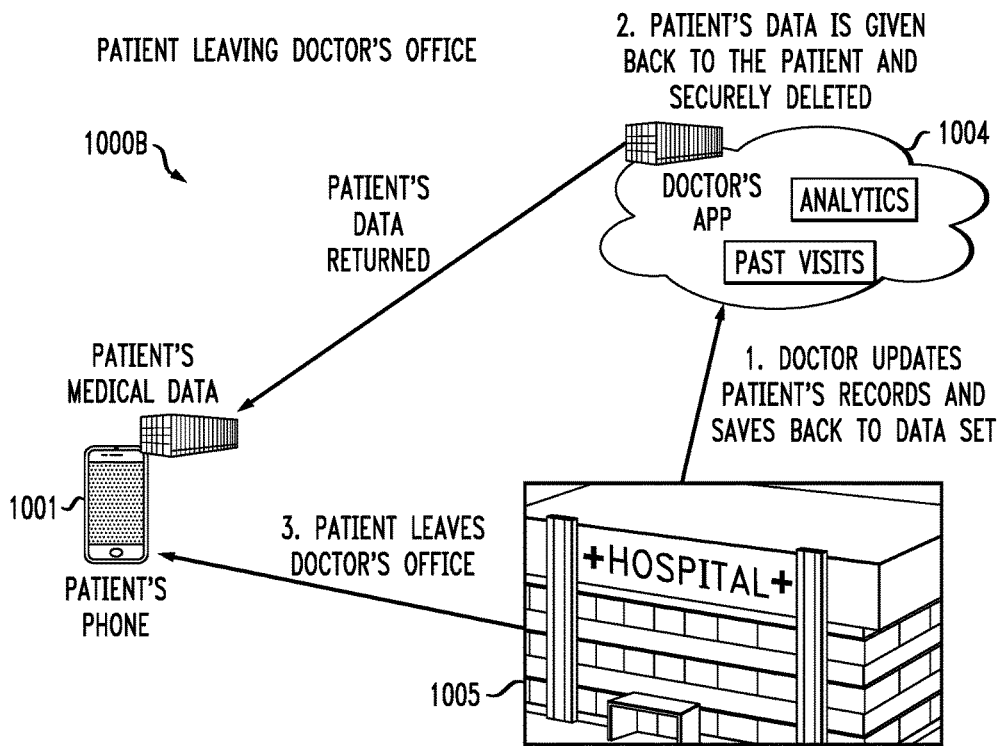 PATIENT LEAVING DOCTOR'S OFFICE
2. PATIENT'S DATA IS GIVEN
BACK TO THE PATIENT AND
SECURELY DELETED
1000B
1004
PATIENT'S
DATA
RETURNED
DOCTOR'S
APP
ANALYTICS
PAST VISITS
PATIENT'S
MEDICAL DATA
1. DOCTOR UPDATES
PATIENT'S RECORDS AND
SAVES BACK TO DATA SET
1001
3. PATIENT LEAVES
DOCTOR'S OFFICE
+HOSPITAL+
PATIENT'S
PHONE
1005